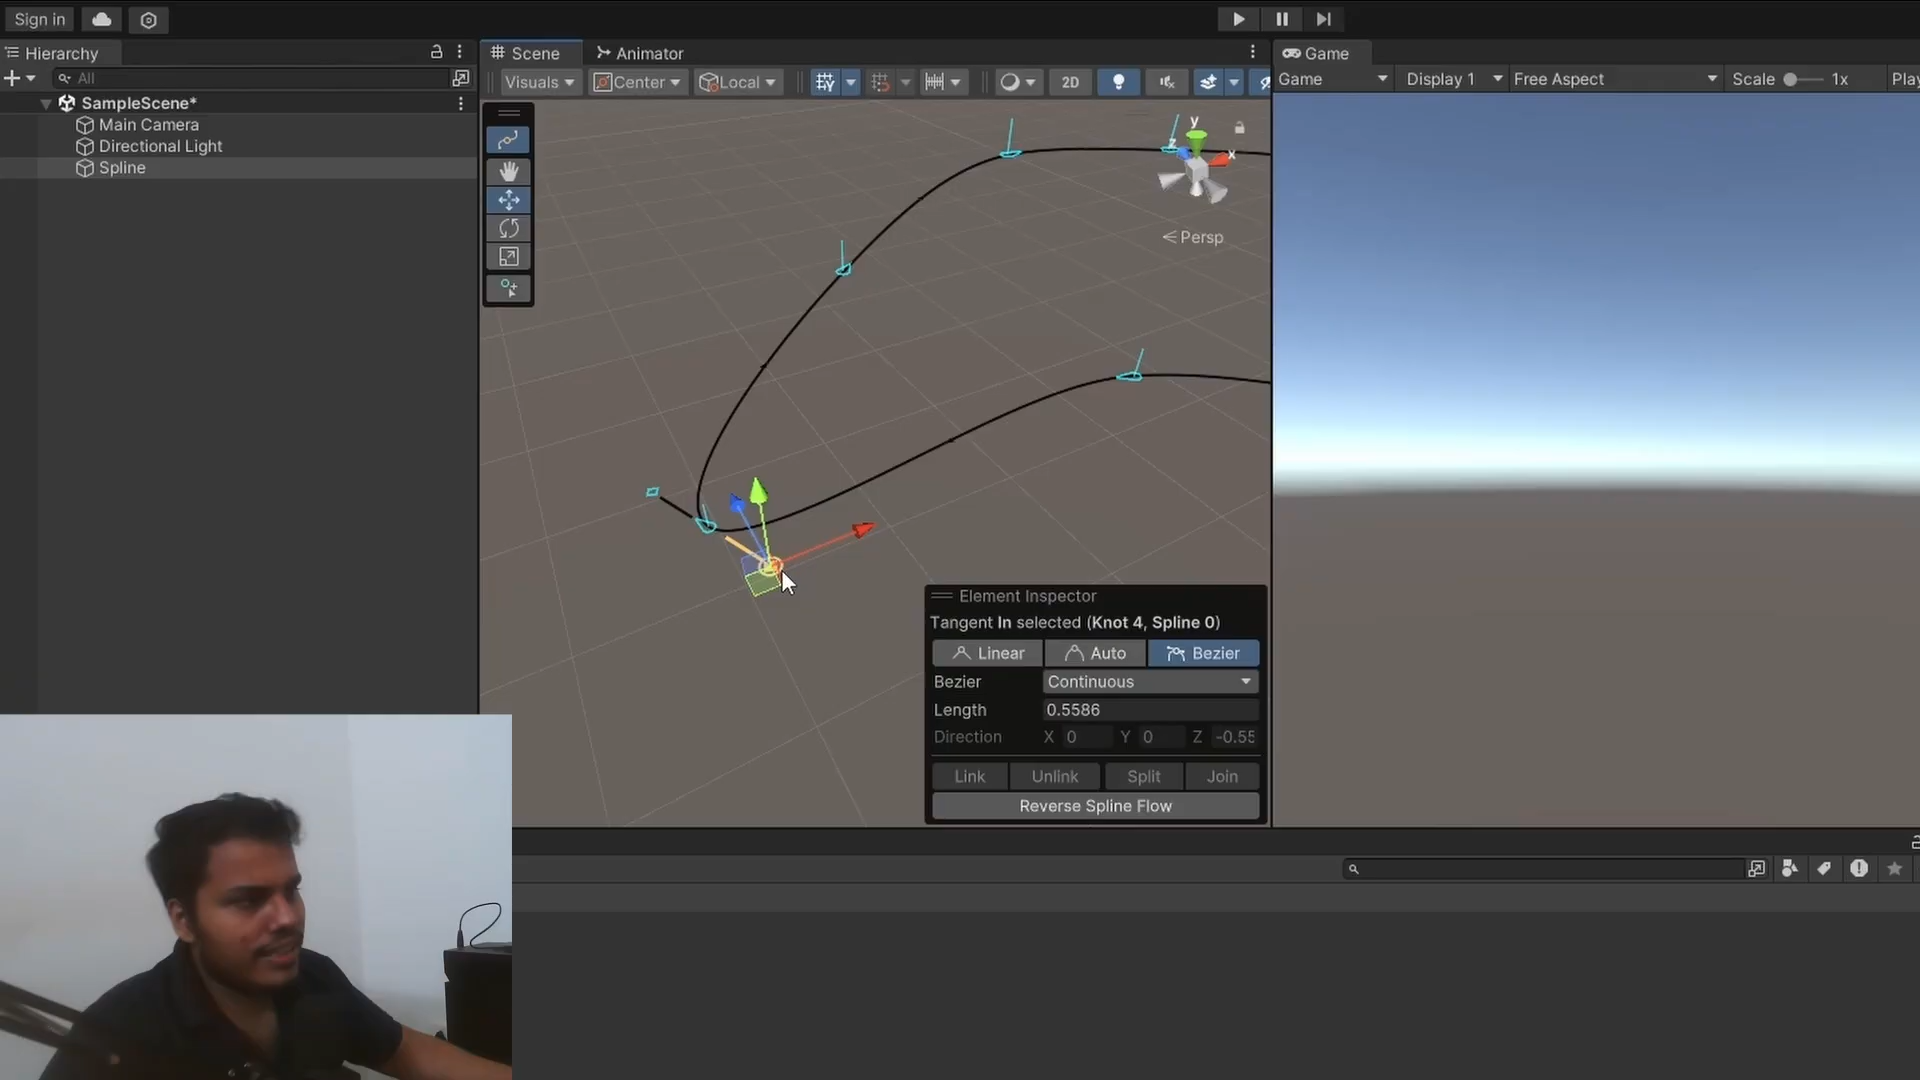 Sign in
Hierarchy
All
SampleScene*
Main Camera
Directional Light
Spline
Scene
Animator
Visuals
Center
Local
2D
y
z
x
Persp
Element Inspector
Tangent In selected (Knot 4, Spline 0)
Linear
Auto
Bezier
Bezier
Continuous
Length
0.5586
Direction
X 0
Y 0
Z -0.55
Link
Unlink
Split
Join
Reverse Spline Flow
Game
Game
Display 1
Free Aspect
Scale
1x
Play